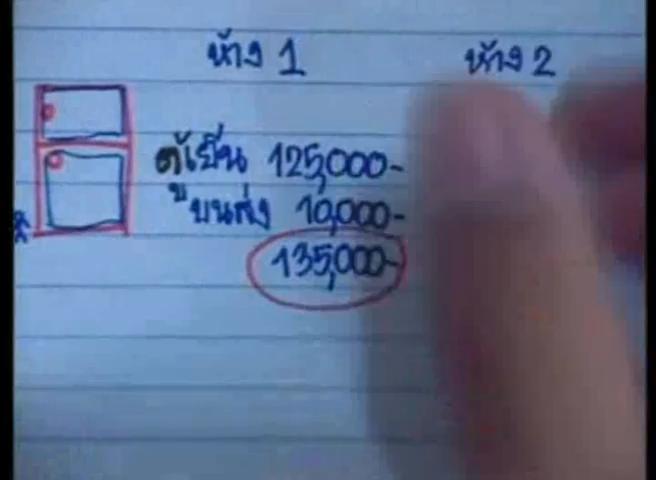 ห้าง 1
ห้าง 2
ตู้เย็น 125,000-
ขนส่ง 10,000-
135,000-